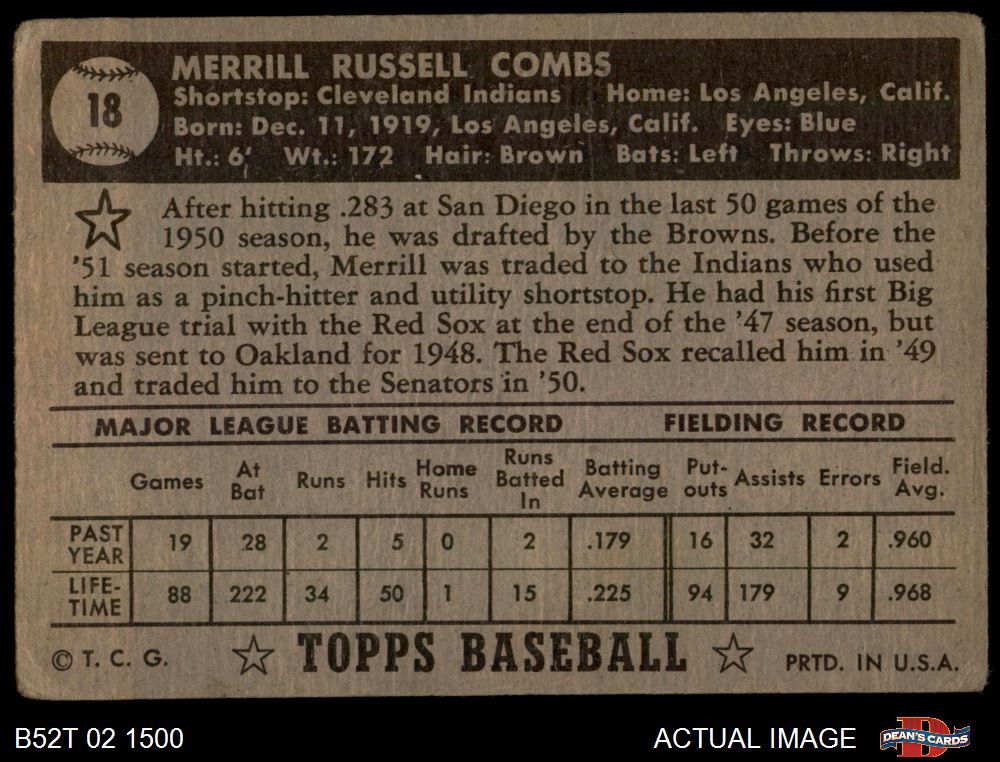 18
MERRILL RUSSELL COMBS
Shortstop: Cleveland Indians Home: Los Angeles, Calif.
Born: Dec. 11, 1919, Los Angeles, Calif. Eyes: Blue
Ht.: 6' Wt.: 172 Hair: Brown Bats: Left Throws: Right
After hitting .283 at San Diego in the last 50 games of the
1950 season, he was drafted by the Browns. Before the
'51 season started, Merrill was traded to the Indians who used
him as a pinch-hitter and utility shortstop. He had his first Big
League trial with the Red Sox at the end of the '47 season, but
was sent to Oakland for 1948. The Red Sox recalled him in '49
and traded him to the Senators in '50.
MAJOR LEAGUE BATTING RECORD FIELDING RECORD
Games At Bat Runs Hits Home Runs Runs Batted In Batting Average Put-outs Assists Errors Field. Avg.
PAST YEAR 19 28 2 5 0 2 .179 16 32 2 .960
LIFE-TIME 88 222 34 50 1 15 .225 94 179 9 .968
© T. C. G. TOPPS BASEBALL PRTD. IN U.S.A.
B52T 02 1500 ACTUAL IMAGE D DEAN'S CARDS